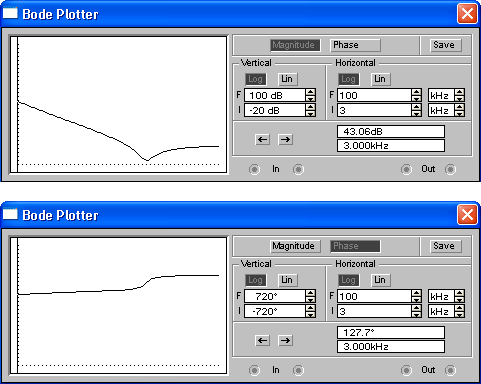 Bode Plotter
Magnitude Phase Save
Vertical Horizontal
Log Lin Log Lin
F 100 dB F 100 kHz
I -20 dB I 3 kHz
43.06dB
3.000kHz
In Out
Bode Plotter
Magnitude Phase Save
Vertical Horizontal
Log Lin Log Lin
F 720° F 100 kHz
I -720° I 3 kHz
127.7°
3.000kHz
In Out